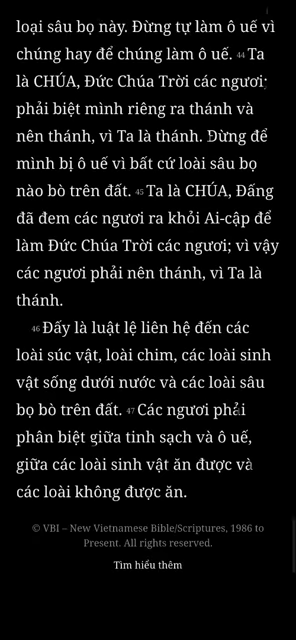 loại sâu bọ này. Đừng tự làm ô uế vì
chúng hay để chúng làm ô uế. 44 Ta
là CHÚA, Đức Chúa Trời các ngươi;
phải biệt mình riêng ra thánh và
nên thánh, vì Ta là thánh. Đừng để
mình bị ô uế vì bất cứ loài sâu bọ
nào bò trên đất. 45 Ta là CHÚA, Đấng
đã đem các ngươi ra khỏi Ai-cập để
làm Đức Chúa Trời các ngươi; vì vậy
các ngươi phải nên thánh, vì Ta là
thánh.
46 Đấy là luật lệ liên hệ đến các
loài súc vật, loài chim, các loài sinh
vật sống dưới nước và các loài sâu
bọ bò trên đất. 47 Các ngươi phải
phân biệt giữa tinh sạch và ô uế,
giữa các loài sinh vật ăn được và
các loài không được ăn.
© VBI – New Vietnamese Bible/Scriptures, 1986 to
Present. All rights reserved.
Tìm hiểu thêm